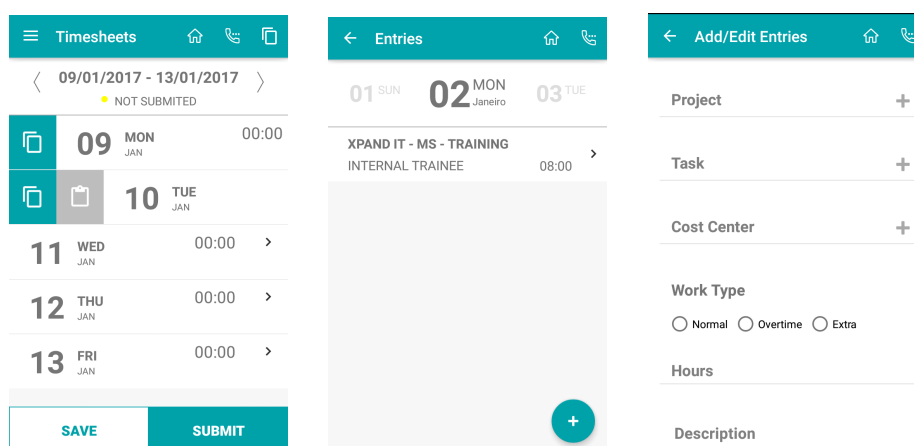 Timesheets
09/01/2017 - 13/01/2017
NOT SUBMITED
09 MON 00:00
JAN
10 TUE
JAN
11 WED 00:00
JAN
12 THU 00:00
JAN
13 FRI 00:00
JAN
SAVE SUBMIT
Entries
01 SUN 02 MON 03 TUE
Janeiro
XPAND IT - MS - TRAINING
INTERNAL TRAINEE 08:00
+
Add/Edit Entries
Project +
Task +
Cost Center +
Work Type
Normal Overtime Extra
Hours
Description